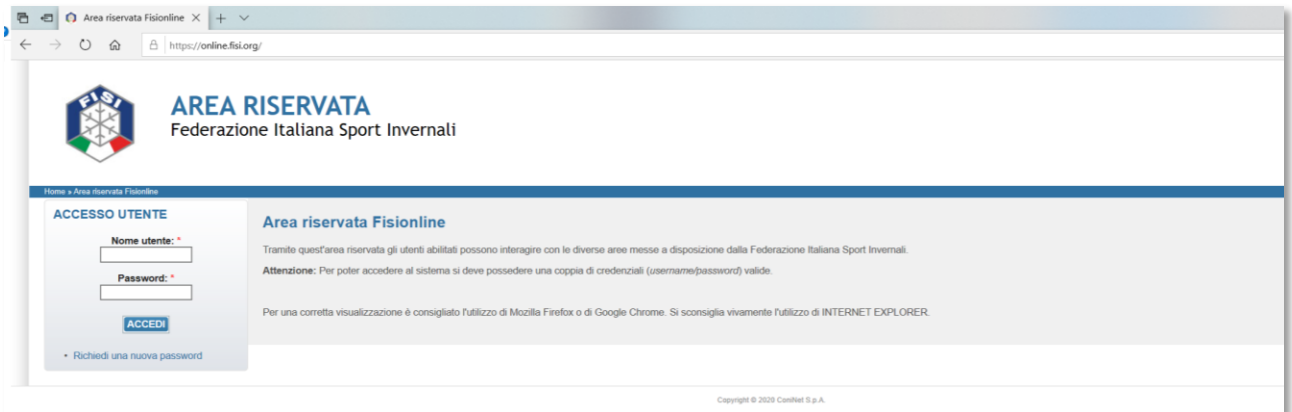 Area riservata Fisionline
https://online.fisi.org/
FISI
AREA RISERVATA
Federazione Italiana Sport Invernali
Home » Area riservata Fisionline
ACCESSO UTENTE
Nome utente: *
Password: *
ACCEDI
• Richiedi una nuova password
Area riservata Fisionline
Tramite quest'area riservata gli utenti abilitati possono interagire con le diverse aree messe a disposizione dalla Federazione Italiana Sport Invernali.
Attenzione: Per poter accedere al sistema si deve possedere una coppia di credenziali (username/password) valide.
Per una corretta visualizzazione è consigliato l'utilizzo di Mozilla Firefox o di Google Chrome. Si sconsiglia vivamente l'utilizzo di INTERNET EXPLORER.
Copyright © 2020 ConiNet S.p.A.